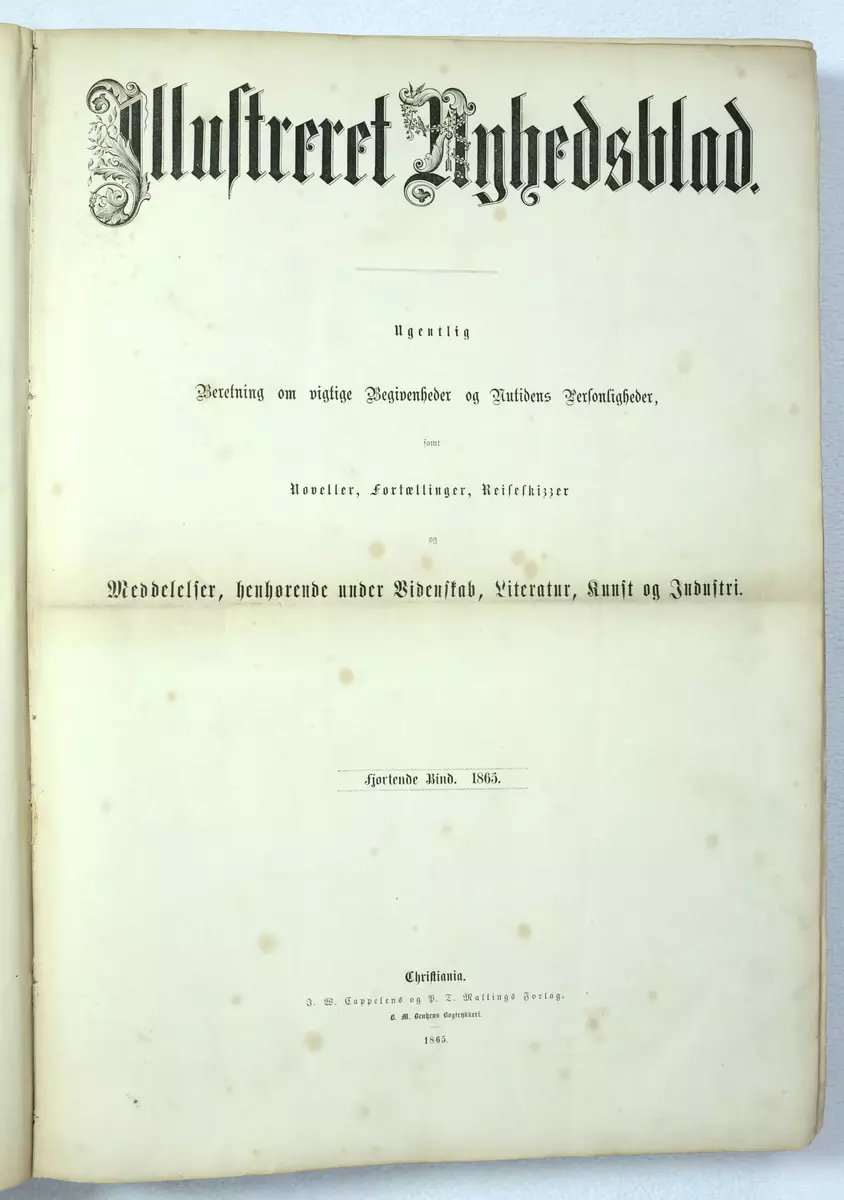 Illustreret Nyhedsblad.
Ugentlig
Beretning om vigtige Begivenheder og Nutidens Personligheder,
samt
Noveller, Fortællinger, Reiseskizzer
og
Meddelelser, henhørende under Videnskab, Literatur, Kunst og Industri.
Fjortende Bind. 1865.
Christiania.
J. W. Cappelens og P. T. Mallings Forlag.
B. M. Bentzens Bogtrykkeri.
1865.